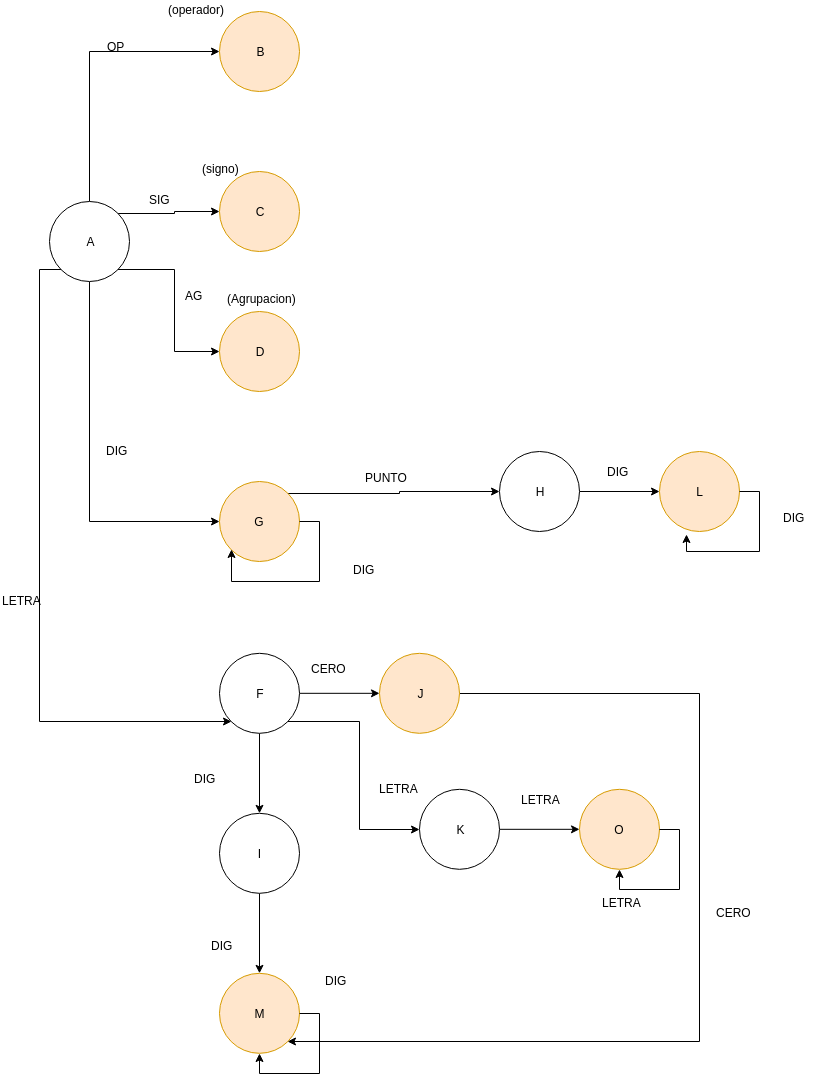 (operador)
OP
B
(signo)
SIG
C
A
AG
(Agrupacion)
D
DIG
PUNTO
DIG
H
L
G
DIG
DIG
LETRA
CERO
F
J
DIG
LETRA
LETRA
K
O
I
LETRA
CERO
DIG
DIG
M